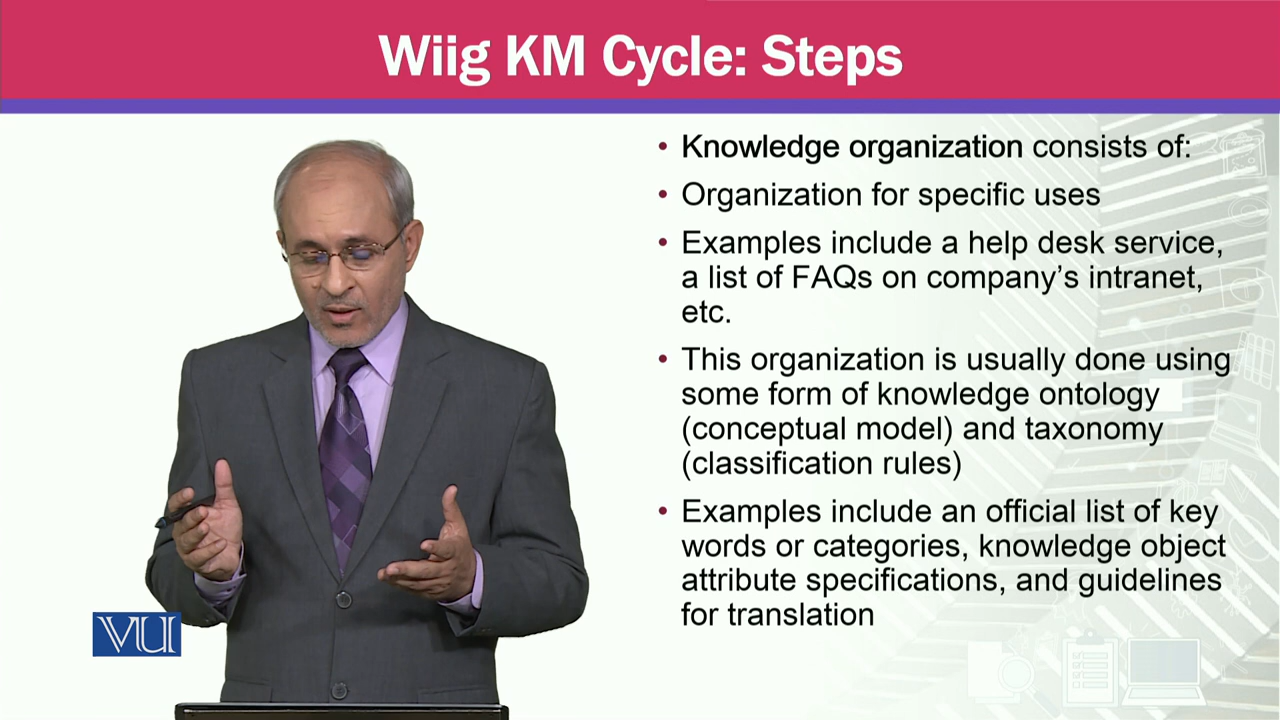 Wiig KM Cycle: Steps
• Knowledge organization consists of:
• Organization for specific uses
• Examples include a help desk service,
a list of FAQs on company's intranet,
etc.
• This organization is usually done using
some form of knowledge ontology
(conceptual model) and taxonomy
(classification rules)
• Examples include an official list of key
words or categories, knowledge object
attribute specifications, and guidelines
for translation
VU